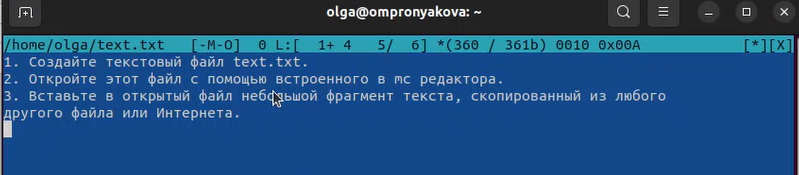 olga@ompronyakova: ~
/home/olga/text.txt [-M-O] 0 L:[ 1+ 4 5/ 6] *(360 / 361b) 0010 0x00A [*][X]
1. Создайте текстовый файл text.txt.
2. Откройте этот файл с помощью встроенного в mc редактора.
3. Вставьте в открытый файл небольшой фрагмент текста, скопированный из любого
другого файла или Интернета.